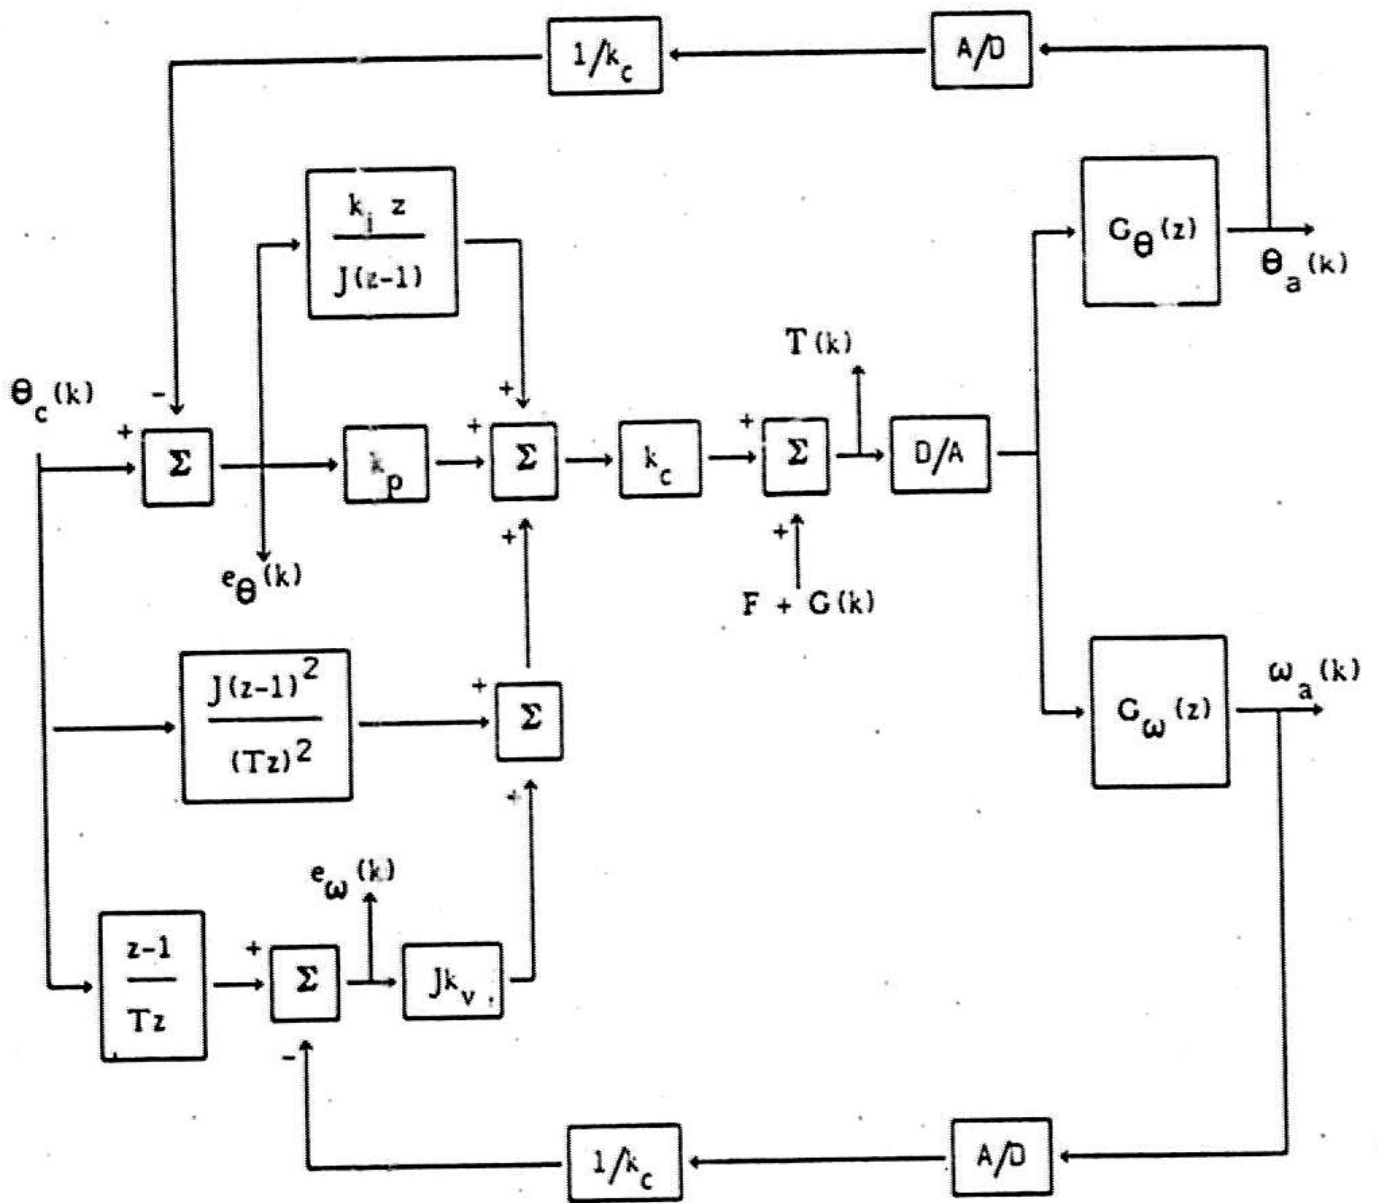 1/k_c
A/D
k_i z
J(z-1)
G_θ(z)
θ_a(k)
T(k)
θ_c(k)
-
+
Σ
k_p
+
+
Σ
+
k_c
+
Σ
+
D/A
e_θ(k)
F + G(k)
J(z-1)^2
(Tz)^2
+
Σ
+
G_ω(z)
ω_a(k)
e_ω(k)
z-1
Tz
+
Σ
-
Jk_v
1/k_c
A/D